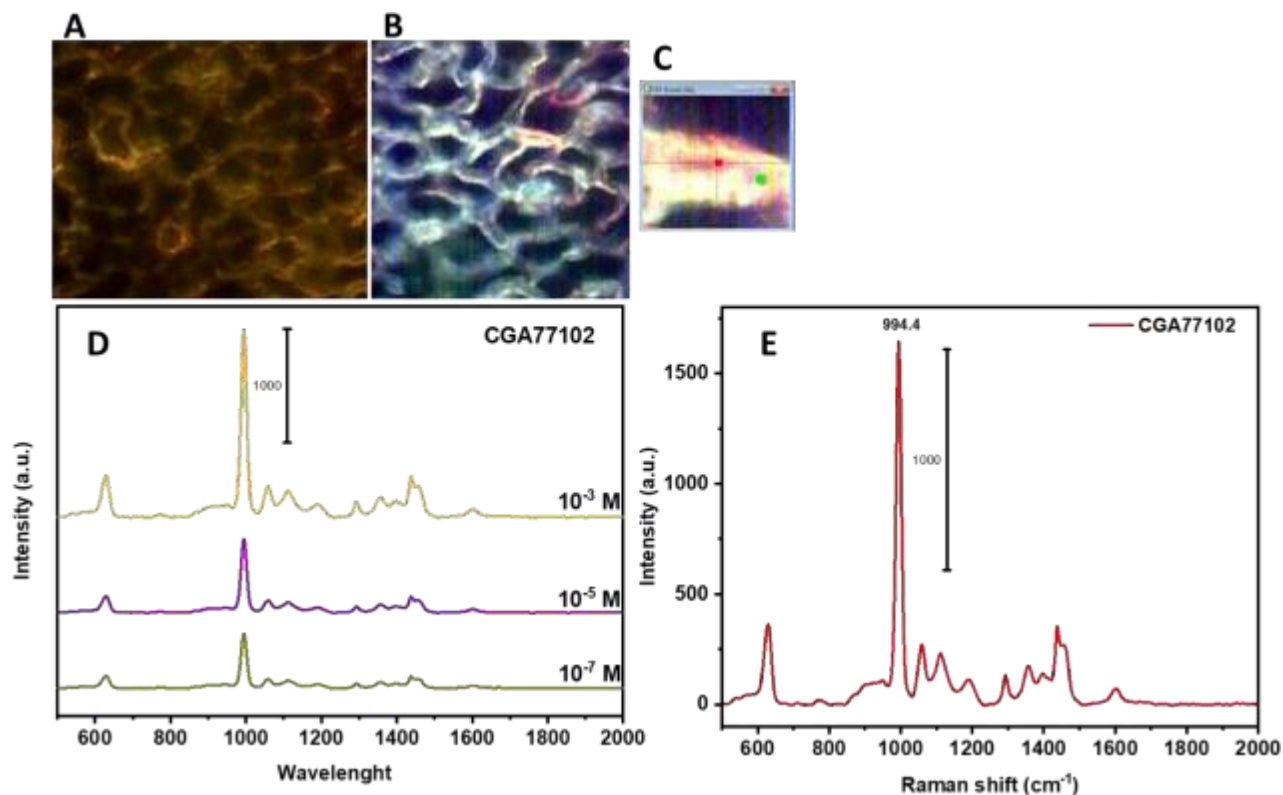 A
B
C
D
CGA77102
1000
10⁻³ M
10⁻⁵ M
10⁻⁷ M
Intensity (a.u.)
600 800 1000 1200 1400 1600 1800 2000
Wavelenght
E
994.4
CGA77102
1000
Intensity (a.u.)
1500
1000
500
0
600 800 1000 1200 1400 1600 1800 2000
Raman shift (cm⁻¹)